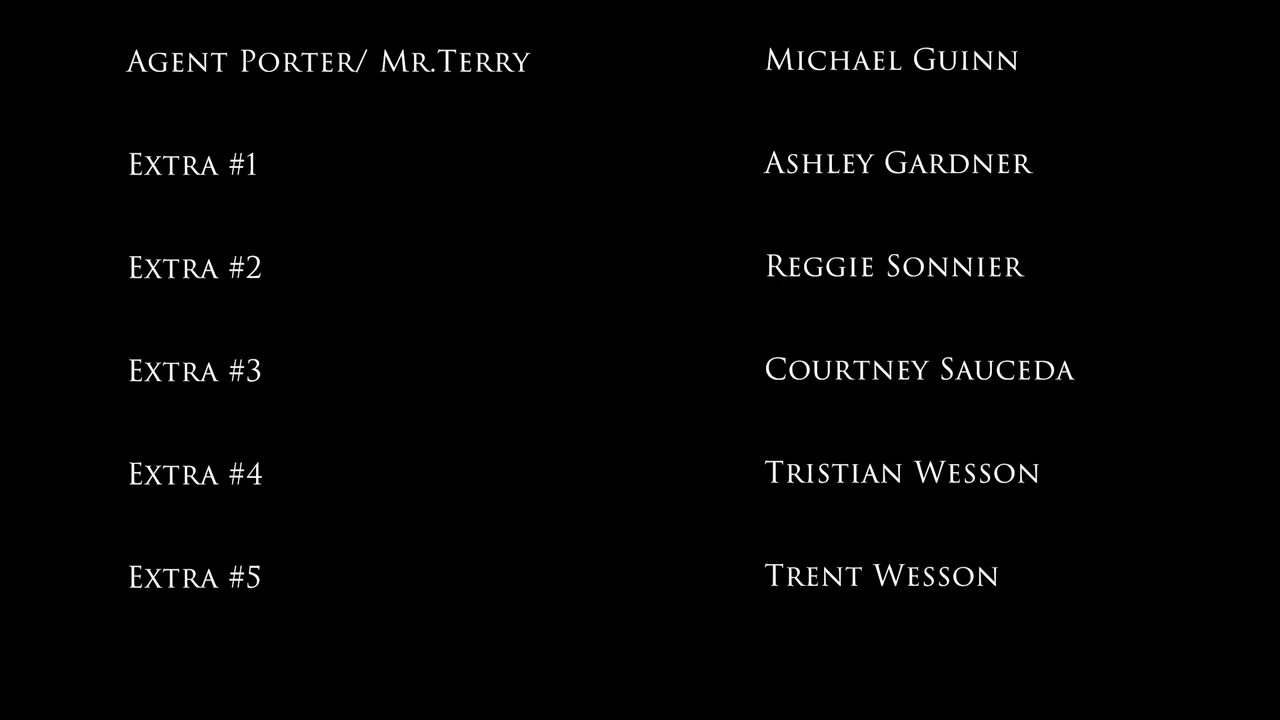 Agent Porter/ Mr.Terry Michael Guinn
Extra #1 Ashley Gardner
Extra #2 Reggie Sonnier
Extra #3 Courtney Sauceda
Extra #4 Tristian Wesson
Extra #5 Trent Wesson